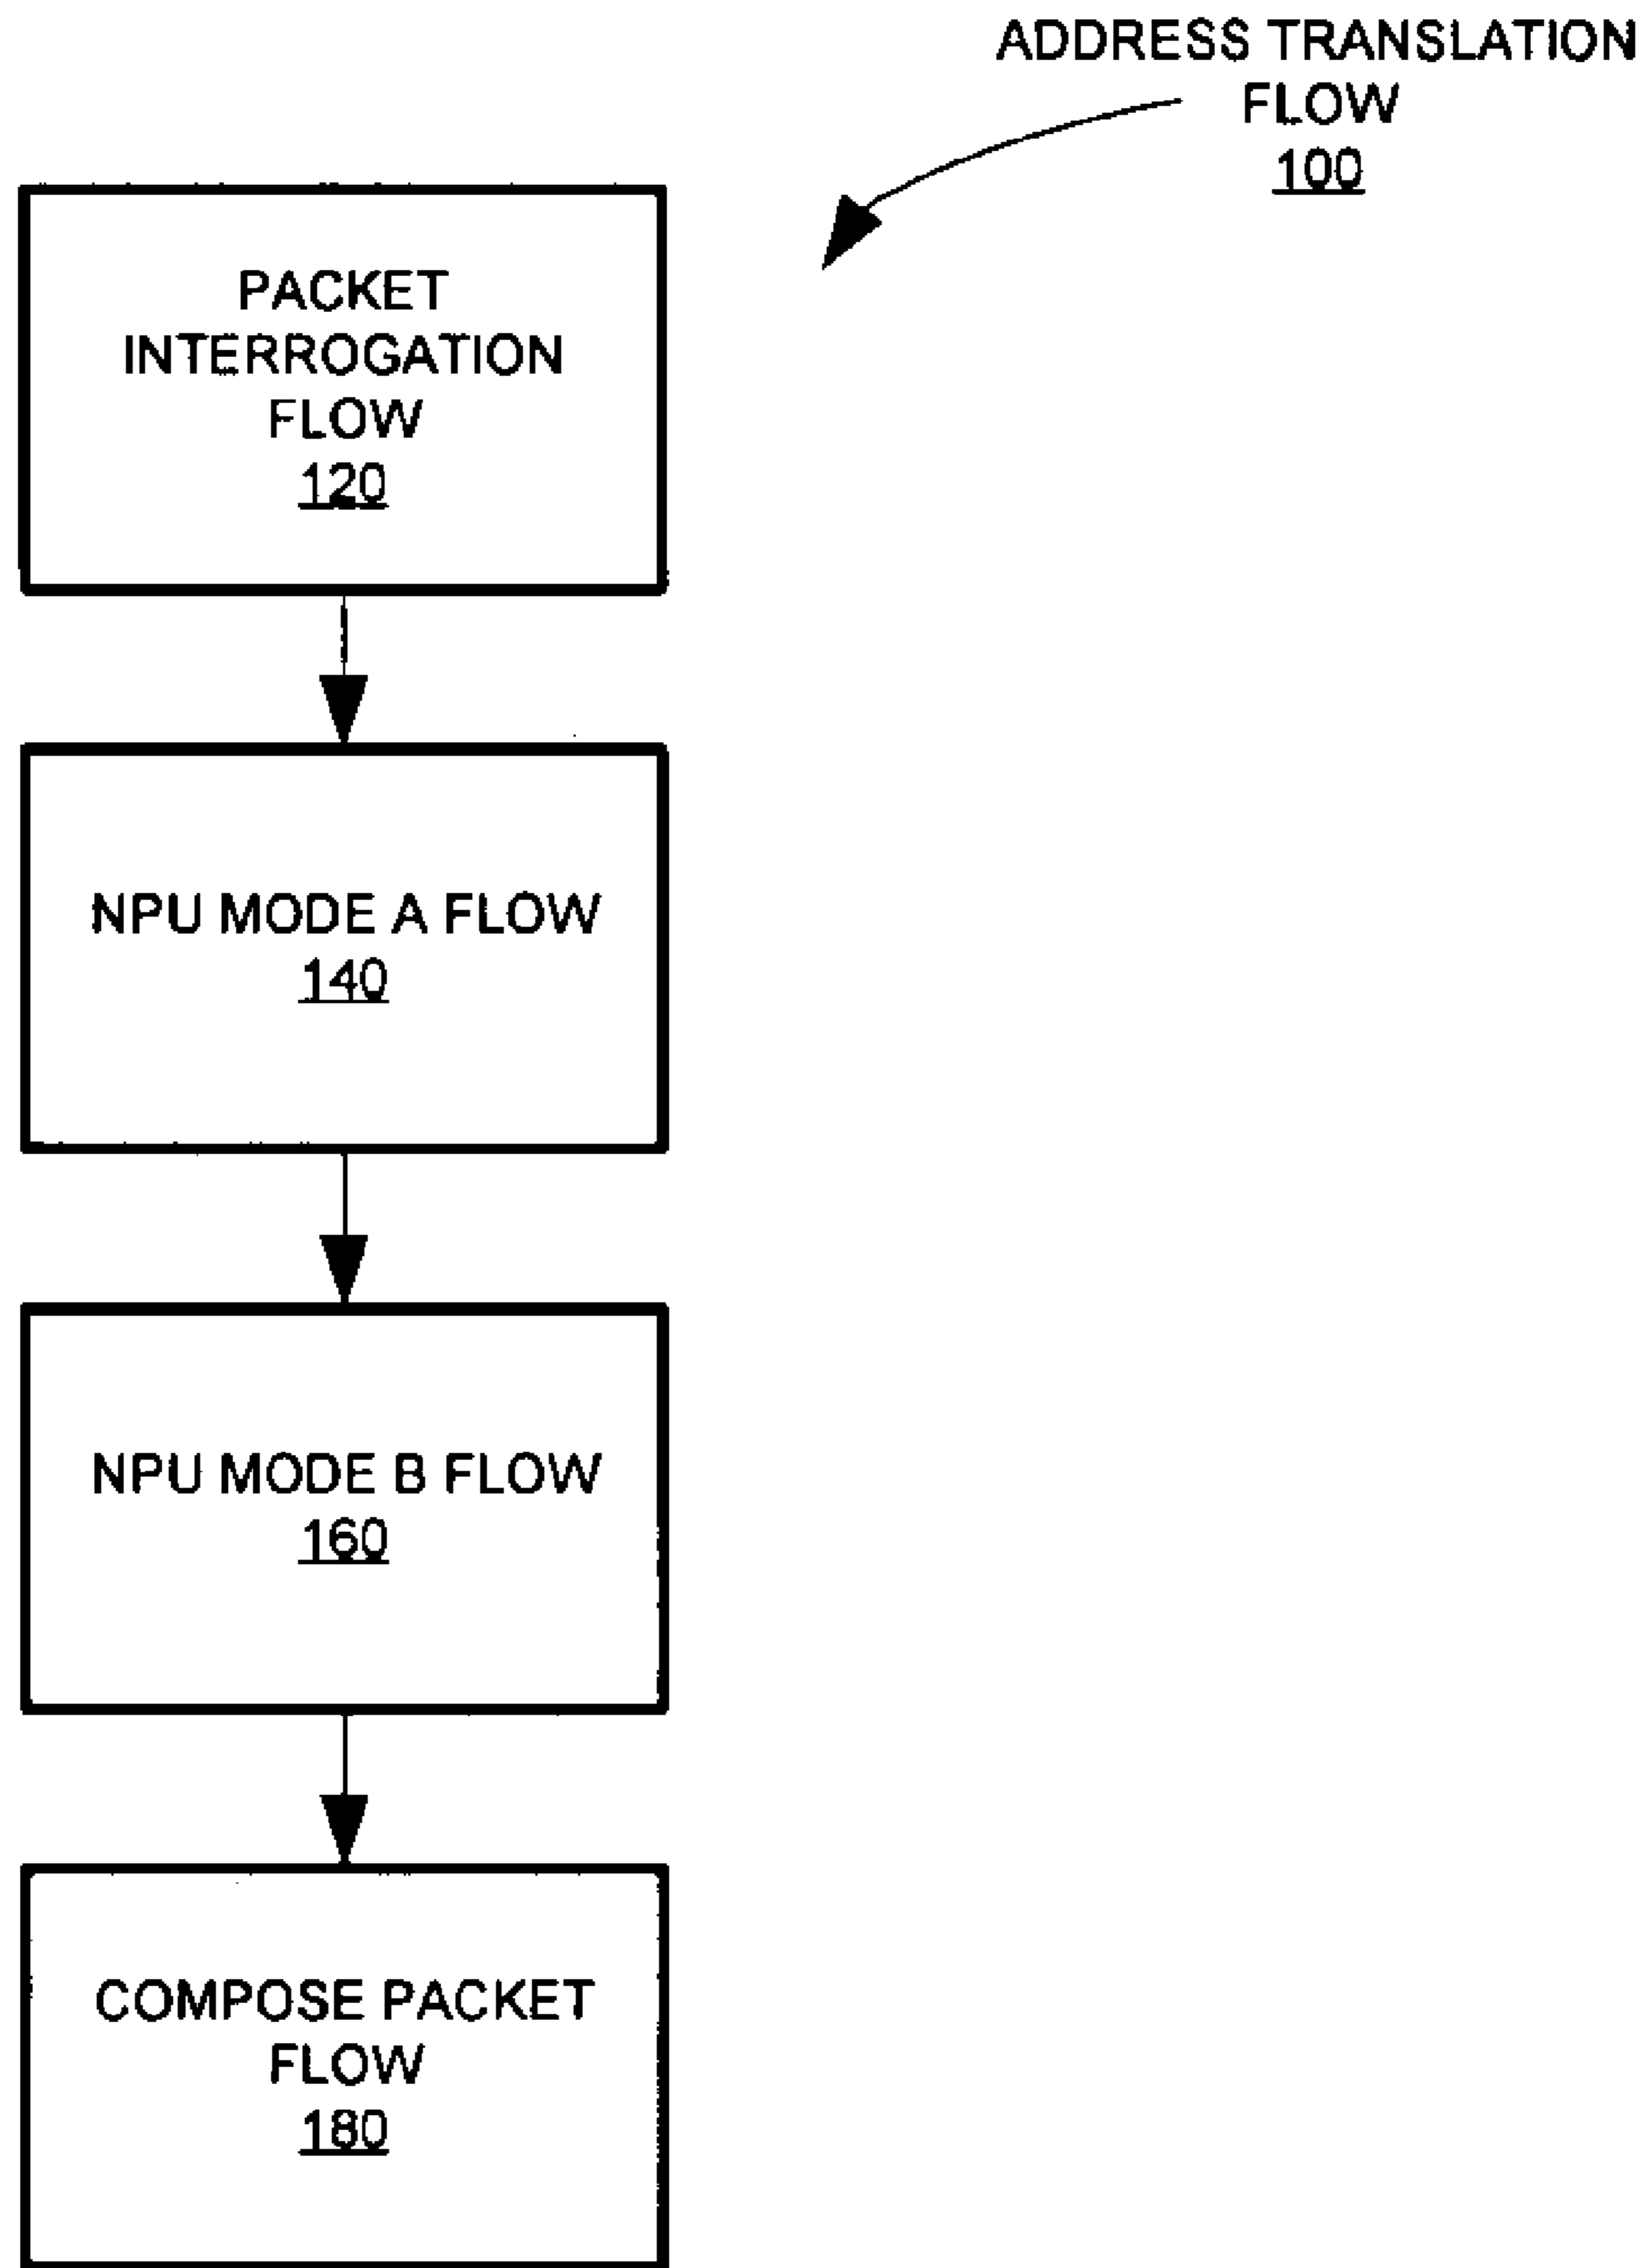 ADDRESS TRANSLATION
FLOW
100
PACKET
INTERROGATION
FLOW
120
NPU MODE A FLOW
140
NPU MODE B FLOW
160
COMPOSE PACKET
FLOW
180